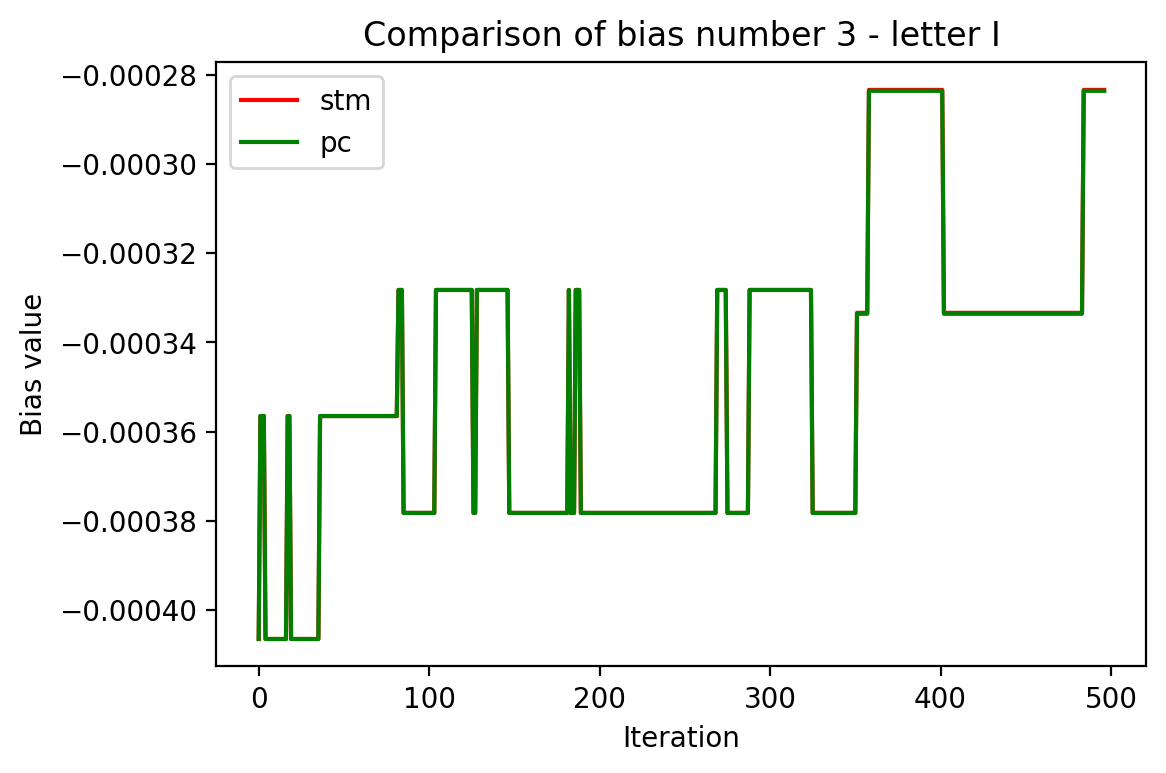 Comparison of bias number 3 - letter I
stm
pc
−0.00028
−0.00030
−0.00032
−0.00034
−0.00036
−0.00038
−0.00040
Bias value
0 100 200 300 400 500
Iteration